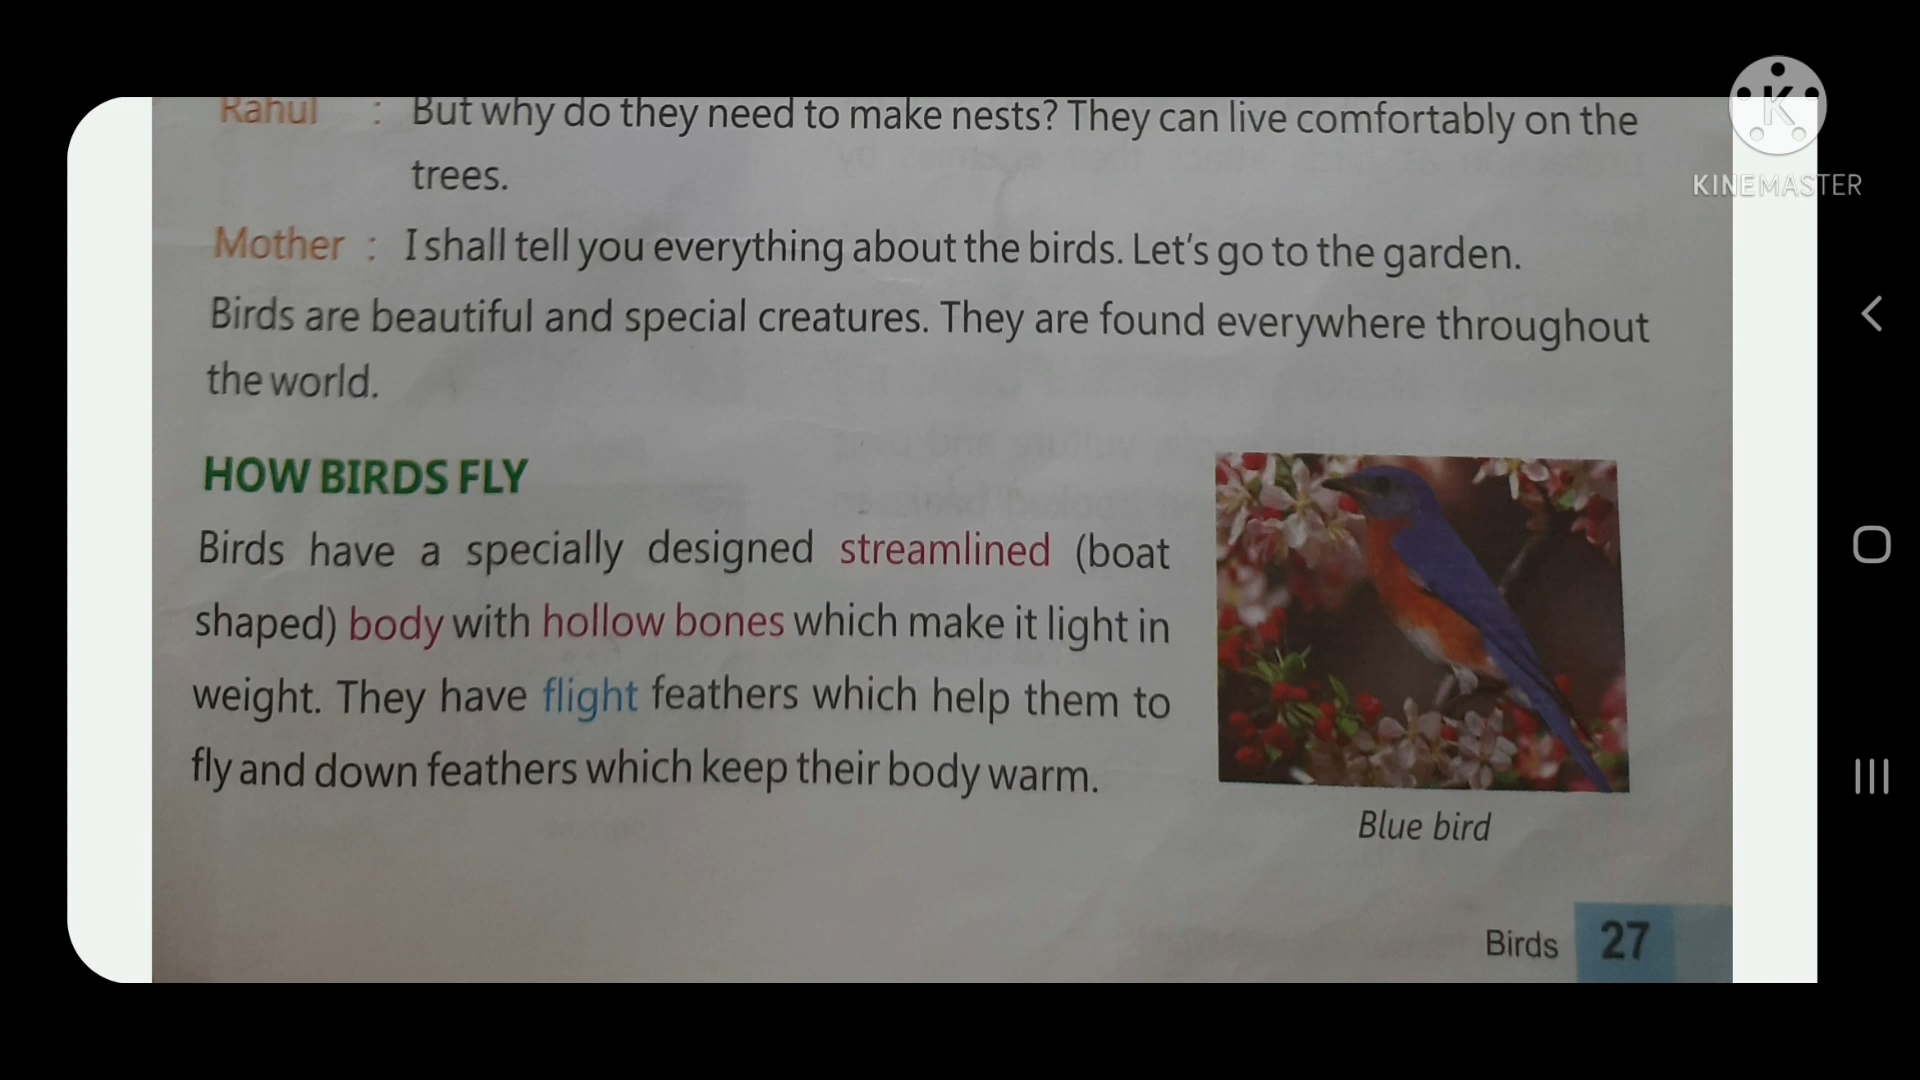 Rahul : But why do they need to make nests? They can live comfortably on the
trees.
Mother : I shall tell you everything about the birds. Let's go to the garden.
Birds are beautiful and special creatures. They are found everywhere throughout
the world.
HOW BIRDS FLY
Birds have a specially designed streamlined (boat
shaped) body with hollow bones which make it light in
weight. They have flight feathers which help them to
fly and down feathers which keep their body warm.
Blue bird
Birds 27
K
KINEMASTER